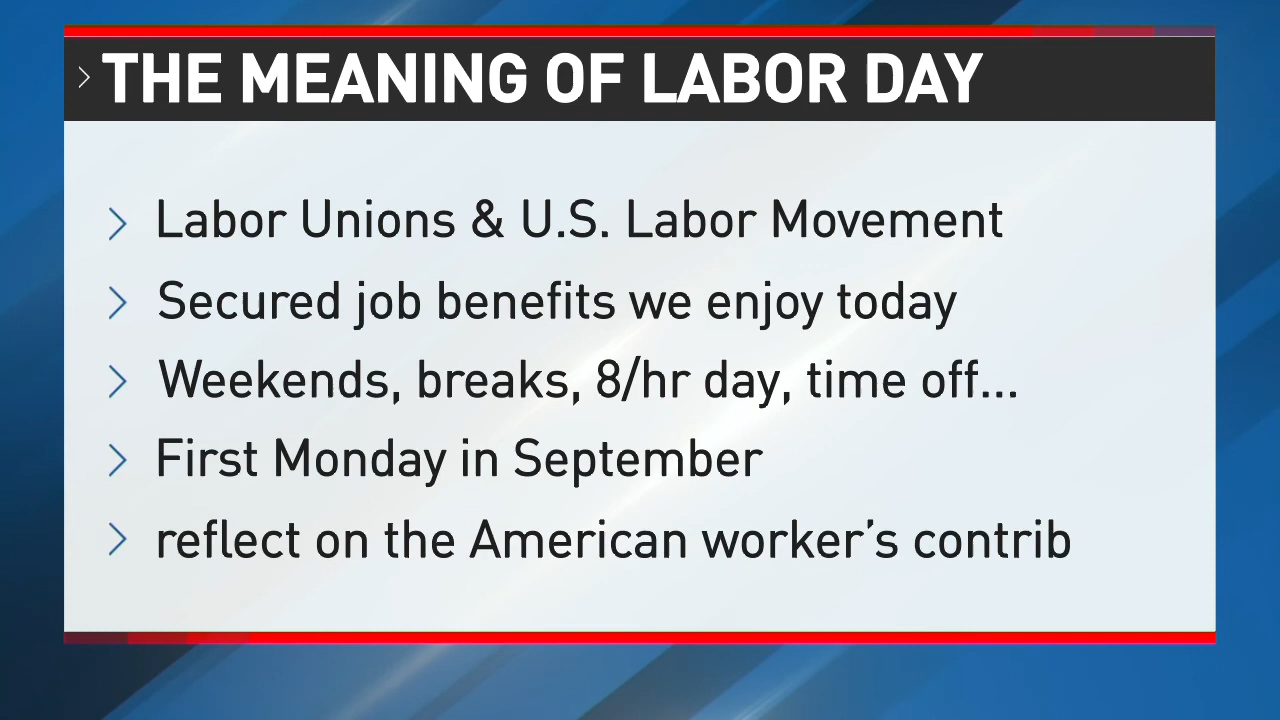 THE MEANING OF LABOR DAY
Labor Unions & U.S. Labor Movement
Secured job benefits we enjoy today
Weekends, breaks, 8/hr day, time off...
First Monday in September
reflect on the American worker's contrib